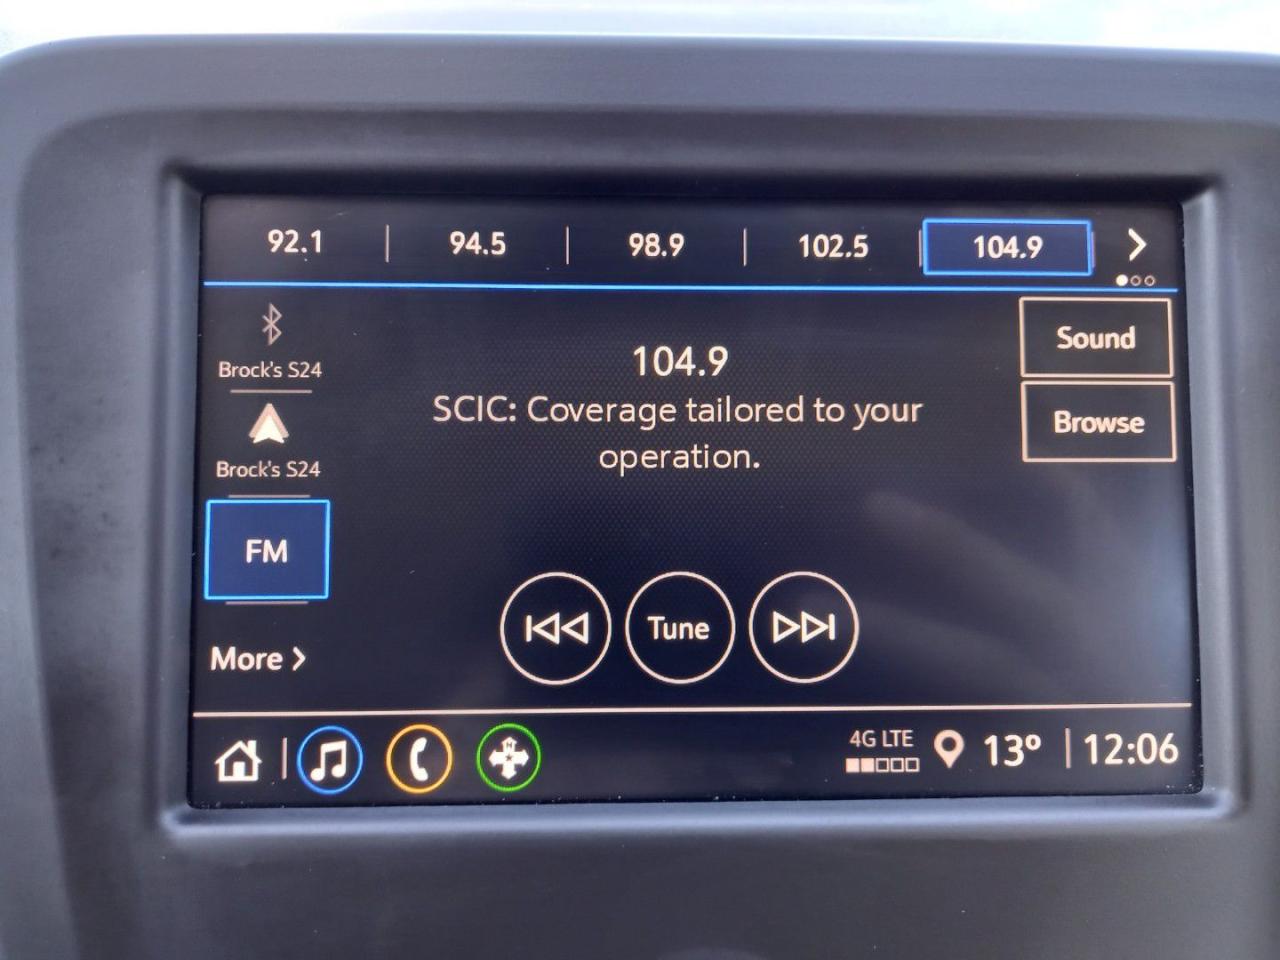 92.1 94.5 98.9 102.5 104.9
Brock's S24
Brock's S24
FM
More
104.9
SCIC: Coverage tailored to your
operation.
Tune
Sound
Browse
4G LTE
13° 12:06